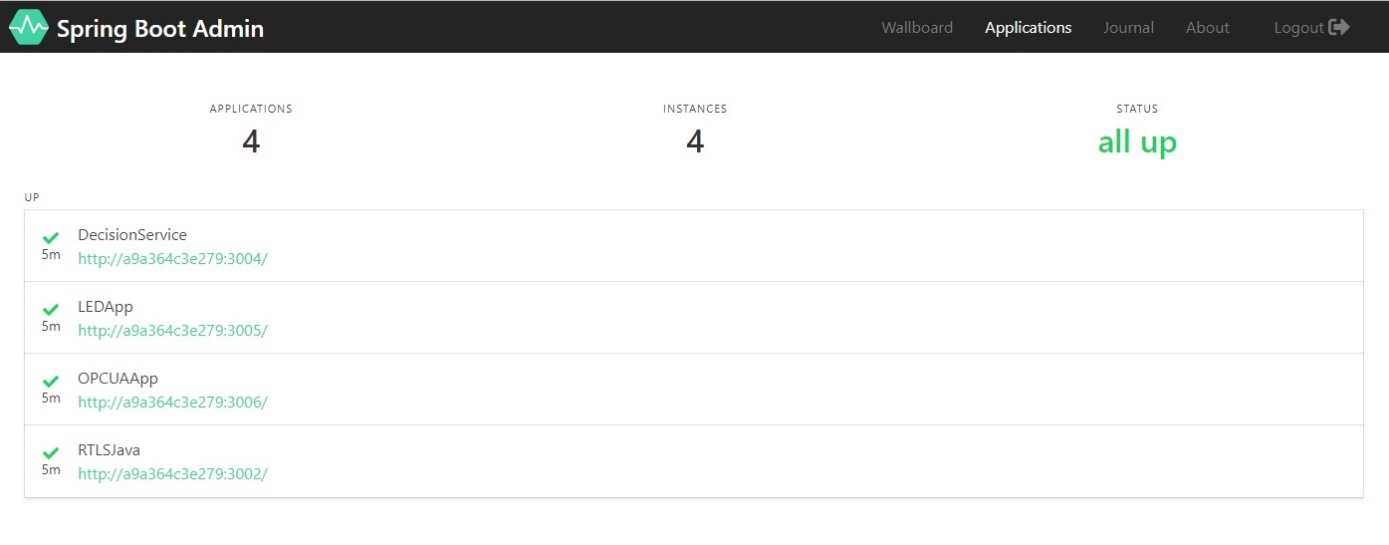 Spring Boot Admin Wallboard Applications Journal About Logout
APPLICATIONS INSTANCES STATUS
4 4 all up
UP
DecisionService
5m http://a9a364c3e279:3004/
LEDApp
5m http://a9a364c3e279:3005/
OPCUAApp
5m http://a9a364c3e279:3006/
RTLSJava
5m http://a9a364c3e279:3002/